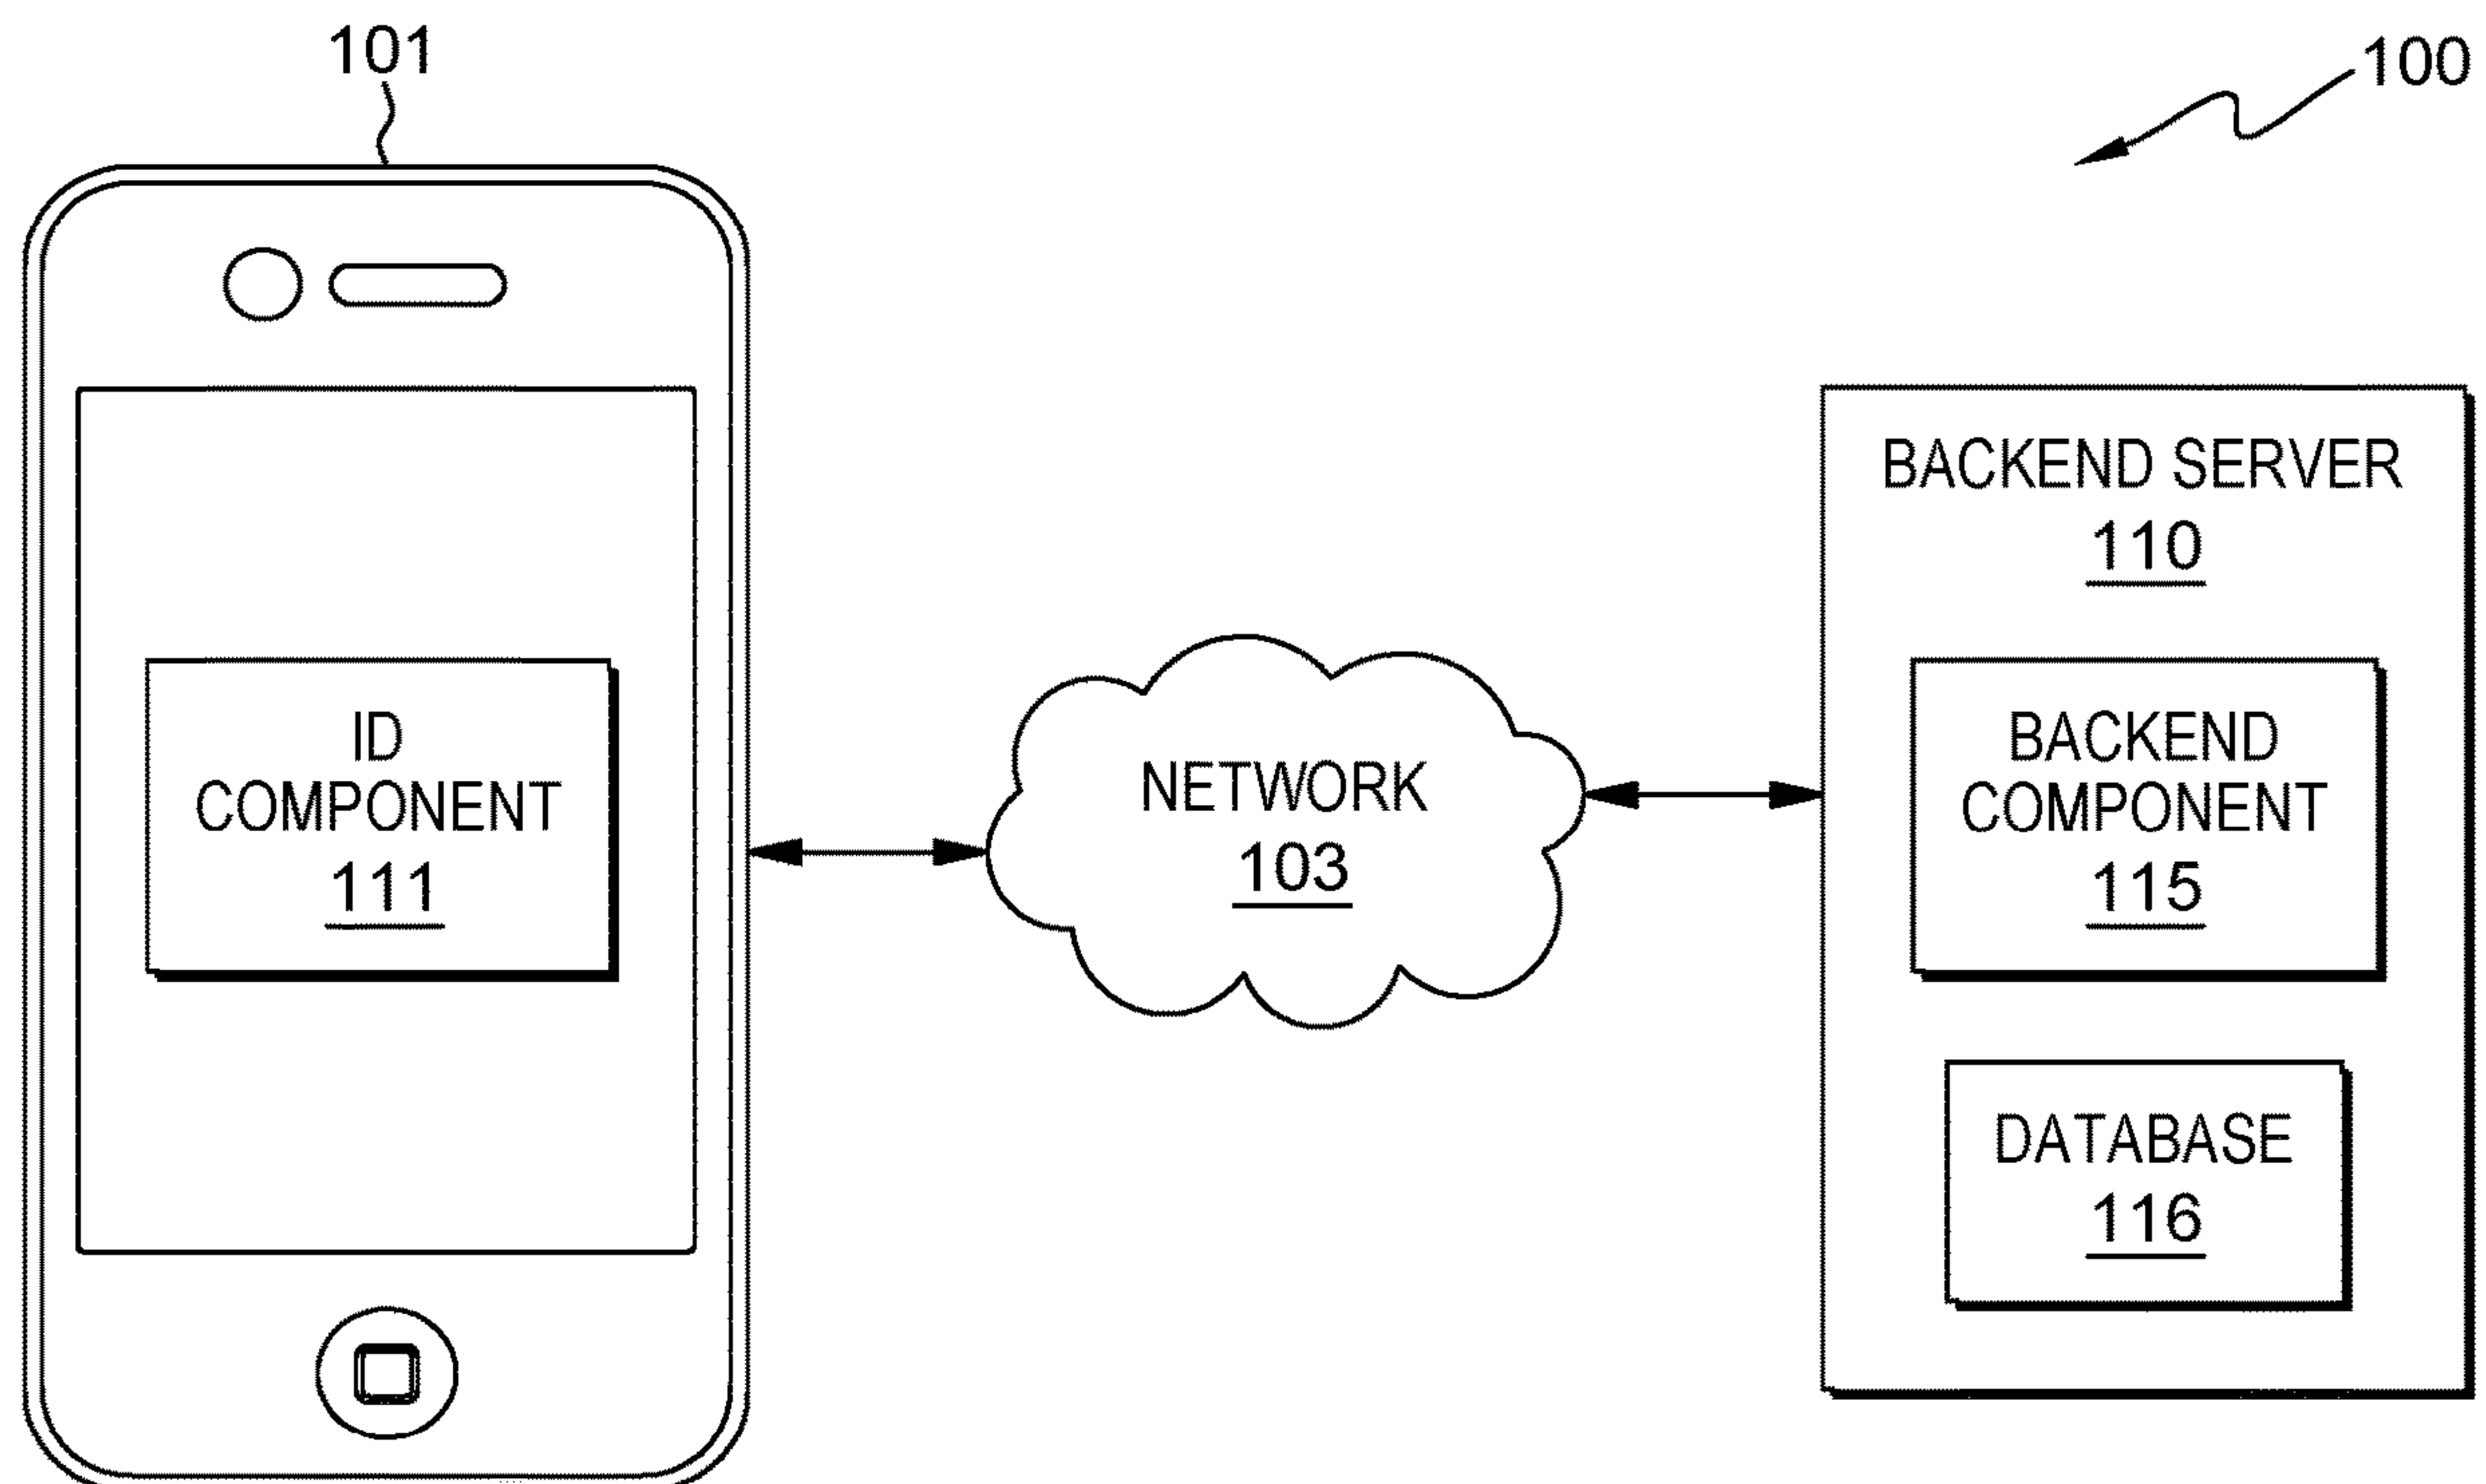 101
100
ID
COMPONENT
111
NETWORK
103
BACKEND SERVER
110
BACKEND
COMPONENT
115
DATABASE
116